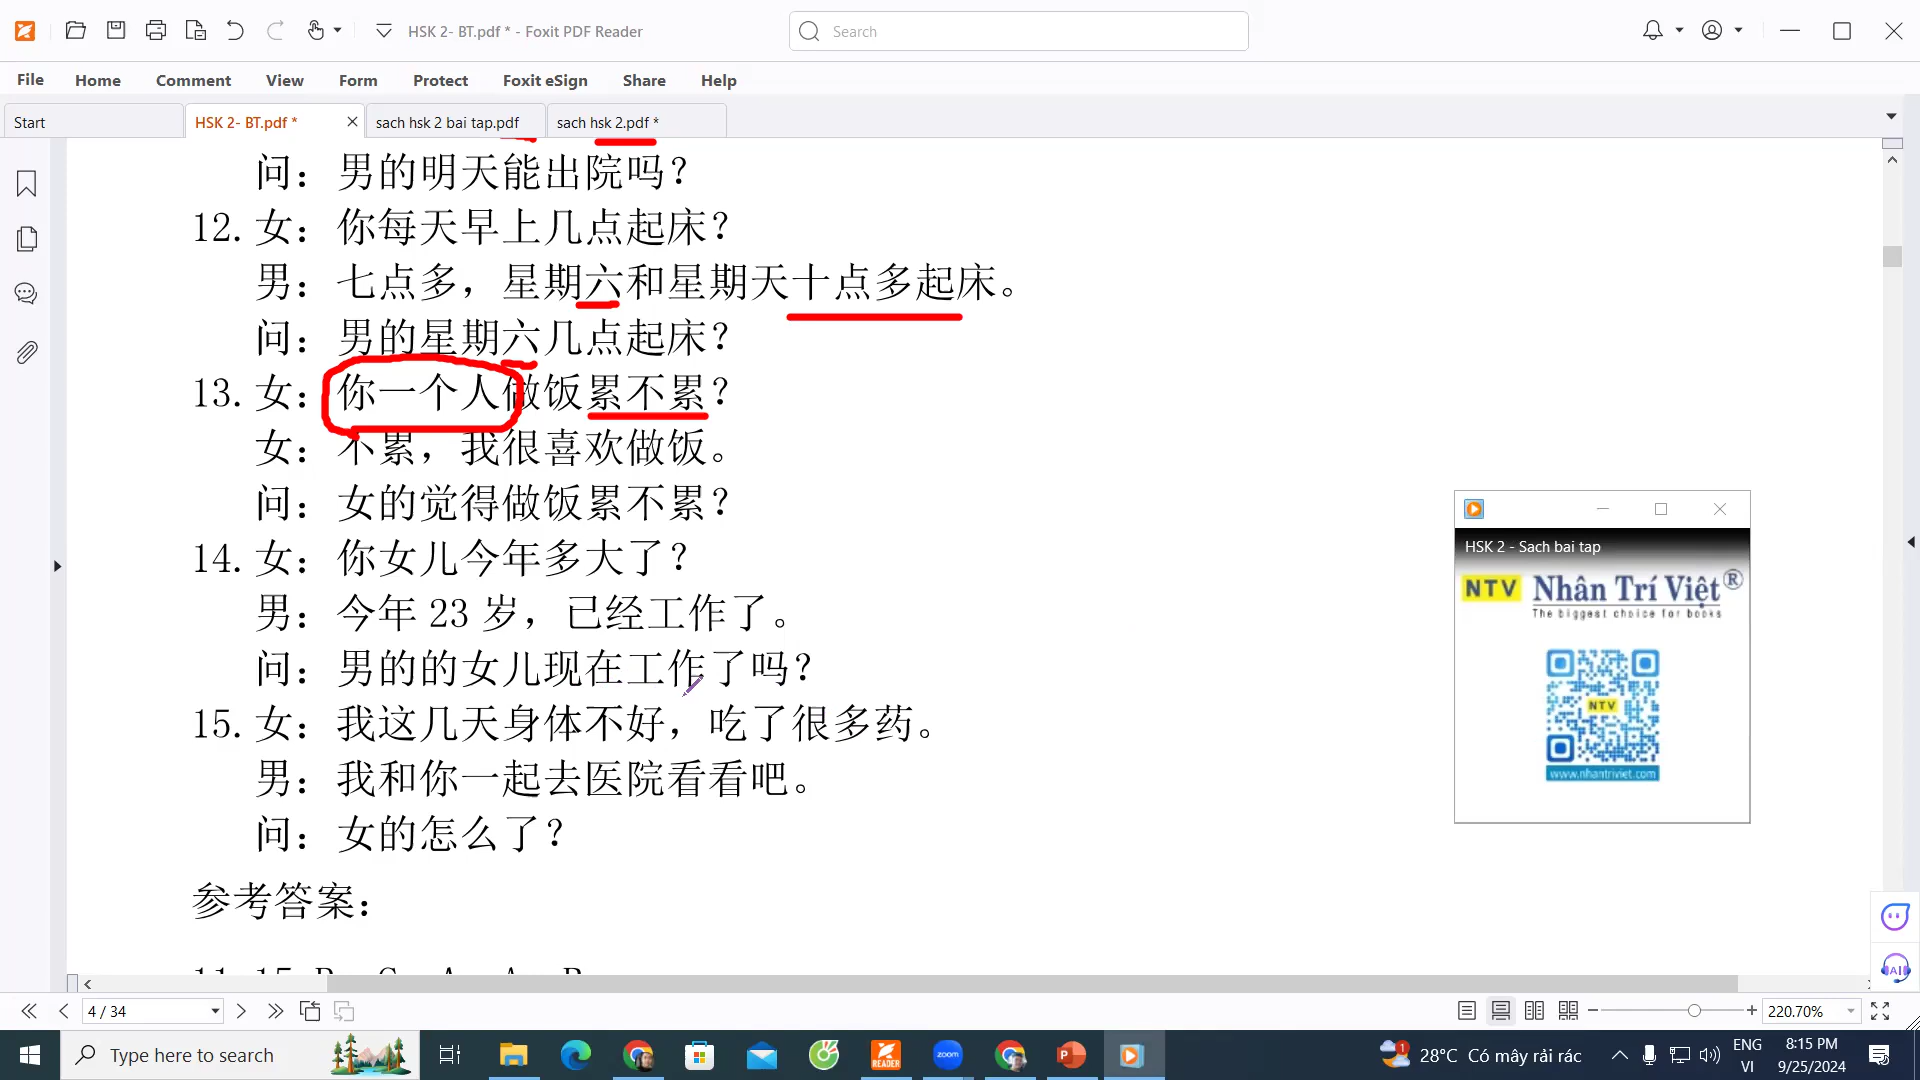 HSK 2- BT.pdf * - Foxit PDF Reader
Search
File Home Comment View Form Protect Foxit eSign Share Help
Start HSK 2- BT.pdf * sach hsk 2 bai tap.pdf sach hsk 2.pdf *
问：男的明天能出院吗？
12. 女：你每天早上几点起床？
男：七点多，星期六和星期天十点多起床。
问：男的星期六几点起床？
13. 女：你一个人做饭累不累？
女：不累，我很喜欢做饭。
问：女的觉得做饭累不累？
14. 女：你女儿今年多大了？
男：今年 23 岁，已经工作了。
问：男的的女儿现在工作了吗？
15. 女：我这几天身体不好，吃了很多药。
男：我和你一起去医院看看吧。
问：女的怎么了？
参考答案：
HSK 2 - Sach bai tap
NTV Nhân Trí Việt®
The biggest choice for books
NTV
www.nhantriviet.com
AI
4 / 34
220.70%
Type here to search
READER
zoom
1
28°C Có mây rải rác
ENG
VI
8:15 PM
9/25/2024